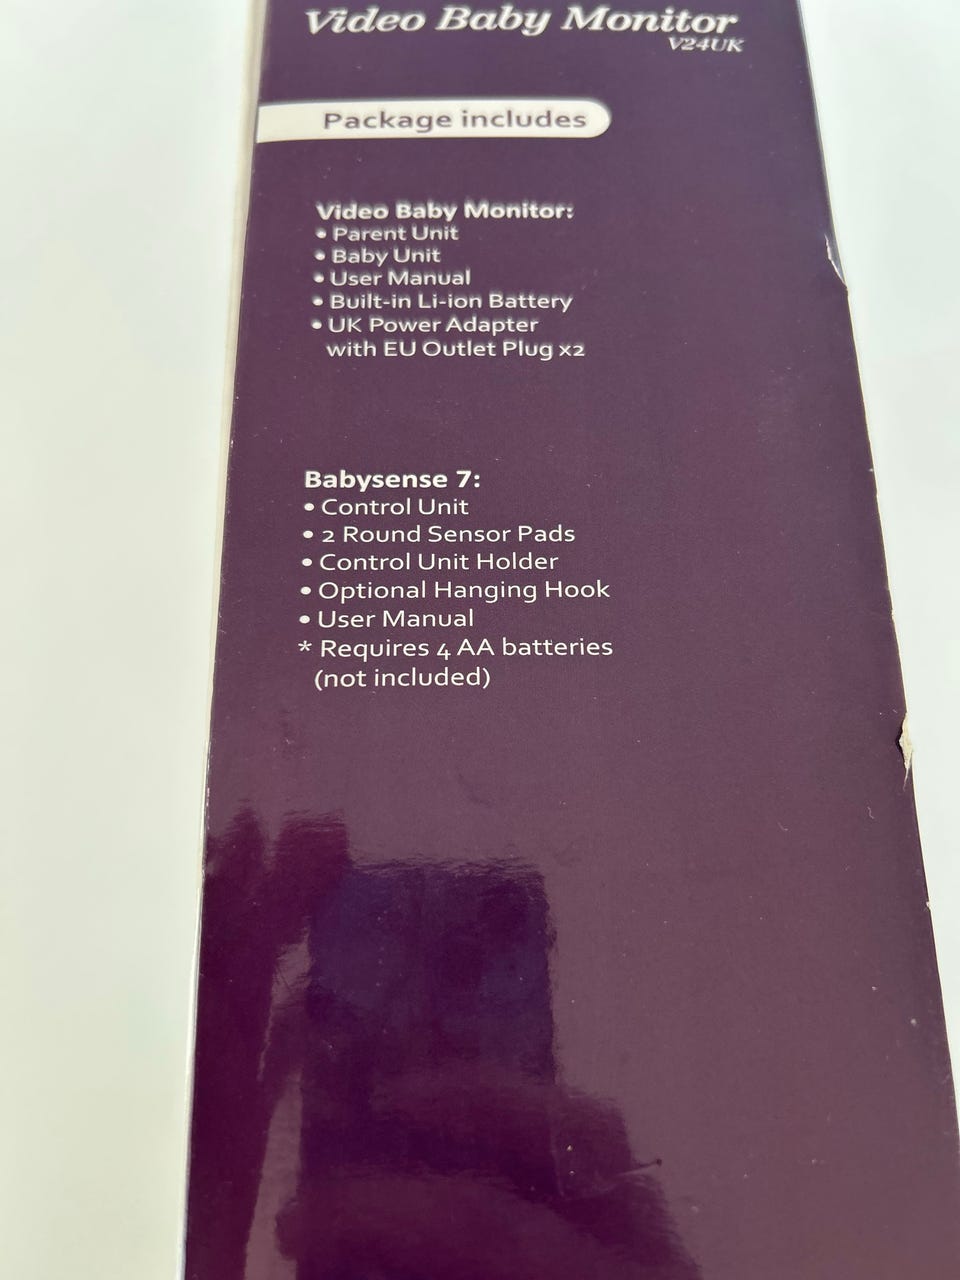 Video Baby Monitor
V24UK
Package includes
Video Baby Monitor:
• Parent Unit
• Baby Unit
• User Manual
• Built-in Li-ion Battery
• UK Power Adapter
with EU Outlet Plug x2
Babysense 7:
• Control Unit
• 2 Round Sensor Pads
• Control Unit Holder
• Optional Hanging Hook
• User Manual
* Requires 4 AA batteries
(not included)